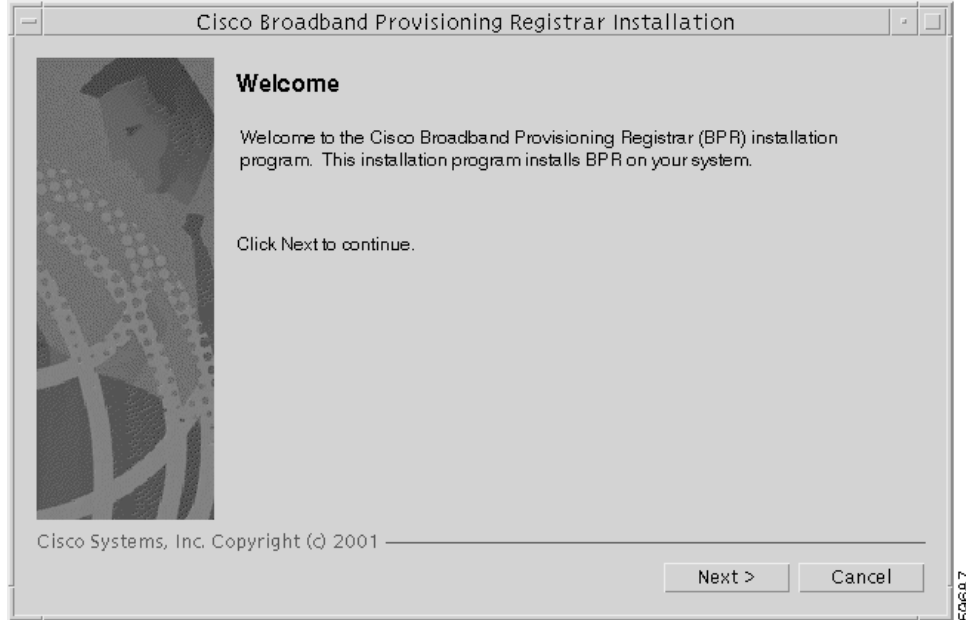 Cisco Broadband Provisioning Registrar Installation
Welcome
Welcome to the Cisco Broadband Provisioning Registrar (BPR) installation
program. This installation program installs BPR on your system.
Click Next to continue.
Cisco Systems, Inc. Copyright (c) 2001
Next >
Cancel
59687